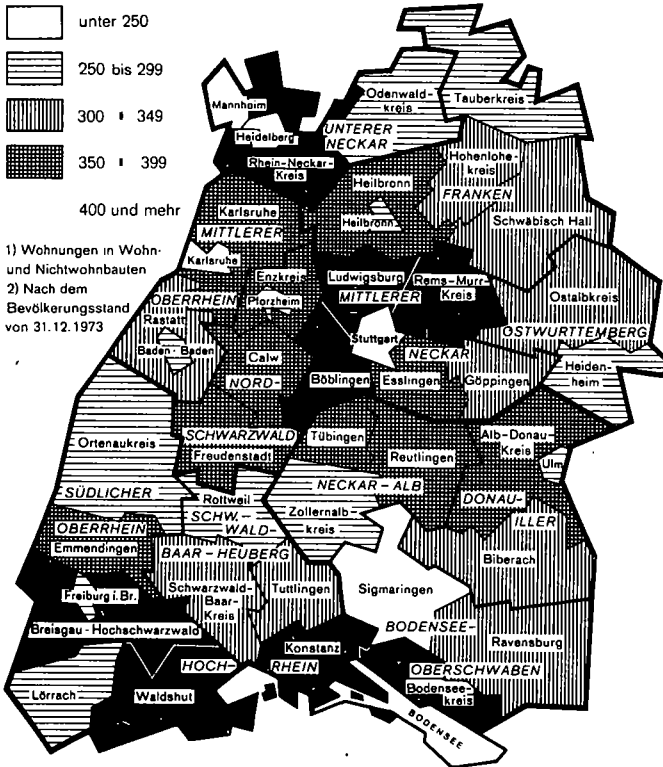 unter 250
250 bis 299
300 " 349
350 " 399
400 und mehr
1) Wohnungen in Wohn-
und Nichtwohnbauten
2) Nach dem
Bevölkerungsstand
von 31.12.1973
Mannheim
Heidelberg
Rhein-Neckar-
Kreis
Odenwald-
kreis
UNTERER
NECKAR
Tauberkreis
Hohenlohe-
kreis
FRANKEN
Schwäbisch Hall
Heilbronn
Heilbronn
Karlsruhe
MITTLERER
Karlsruhe
OBERRHEIN
Rastatt
Baden-Baden
Enzkreis
Pforzheim
Calw
NORD-
SCHWARZWALD
Freudenstadt
Ludwigsburg
MITTLERER
Rems-Murr-
Kreis
Stuttgart
NECKAR
Böblingen
Esslingen
Göppingen
Ostalbkreis
OSTWURTTEMBERG
Heiden-
heim
Ortenaukreis
SÜDLICHER
OBERRHEIN
Emmendingen
Freiburg i.Br.
Breisgau-Hochschwarzwald
Tübingen
Reutlingen
NECKAR-ALB
Zollernalb-
kreis
Alb-Donau-
Kreis
Ulm
DONAU-
ILLER
Biberach
Rottweil
SCHW.-
WALD-
BAAR-HEUBERG
Schwarzwald-
Baar-
Kreis
Tuttlingen
Sigmaringen
BODENSEE-
OBERSCHWABEN
Ravensburg
Bodensee-
kreis
Konstanz
HOCH-
RHEIN
Waldshut
Lörrach
BODENSEE